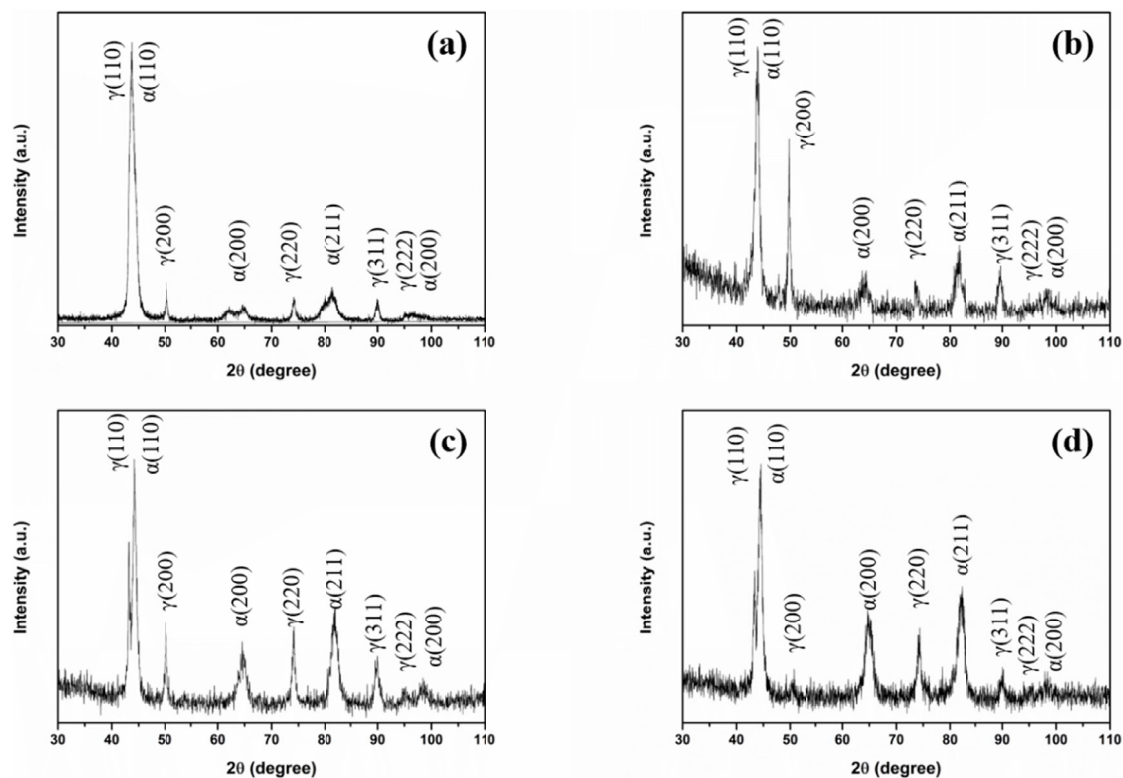 (a)
γ(110)
α(110)
γ(200)
α(200)
γ(220)
α(211)
γ(311)
γ(222)
α(200)
Intensity (a.u.)
30 40 50 60 70 80 90 100 110
2θ (degree)
(b)
γ(110)
α(110)
γ(200)
α(200)
γ(220)
α(211)
γ(311)
γ(222)
α(200)
Intensity (a.u.)
30 40 50 60 70 80 90 100 110
2θ (degree)
(c)
γ(110)
α(110)
γ(200)
α(200)
γ(220)
α(211)
γ(311)
γ(222)
α(200)
Intensity (a.u.)
30 40 50 60 70 80 90 100 110
2θ (degree)
(d)
γ(110)
α(110)
γ(200)
α(200)
γ(220)
α(211)
γ(311)
γ(222)
α(200)
Intensity (a.u.)
30 40 50 60 70 80 90 100 110
2θ (degree)